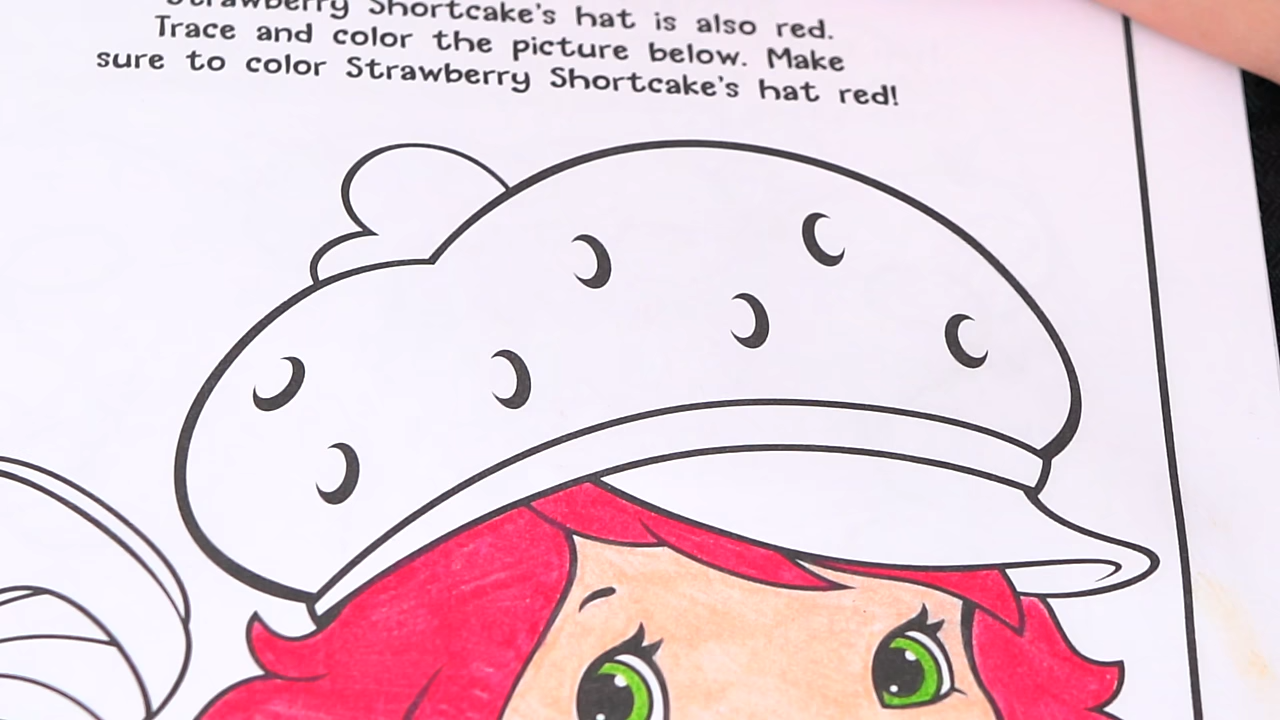 Strawberry Shortcake's hat is also red.
Trace and color the picture below. Make
sure to color Strawberry Shortcake's hat red!